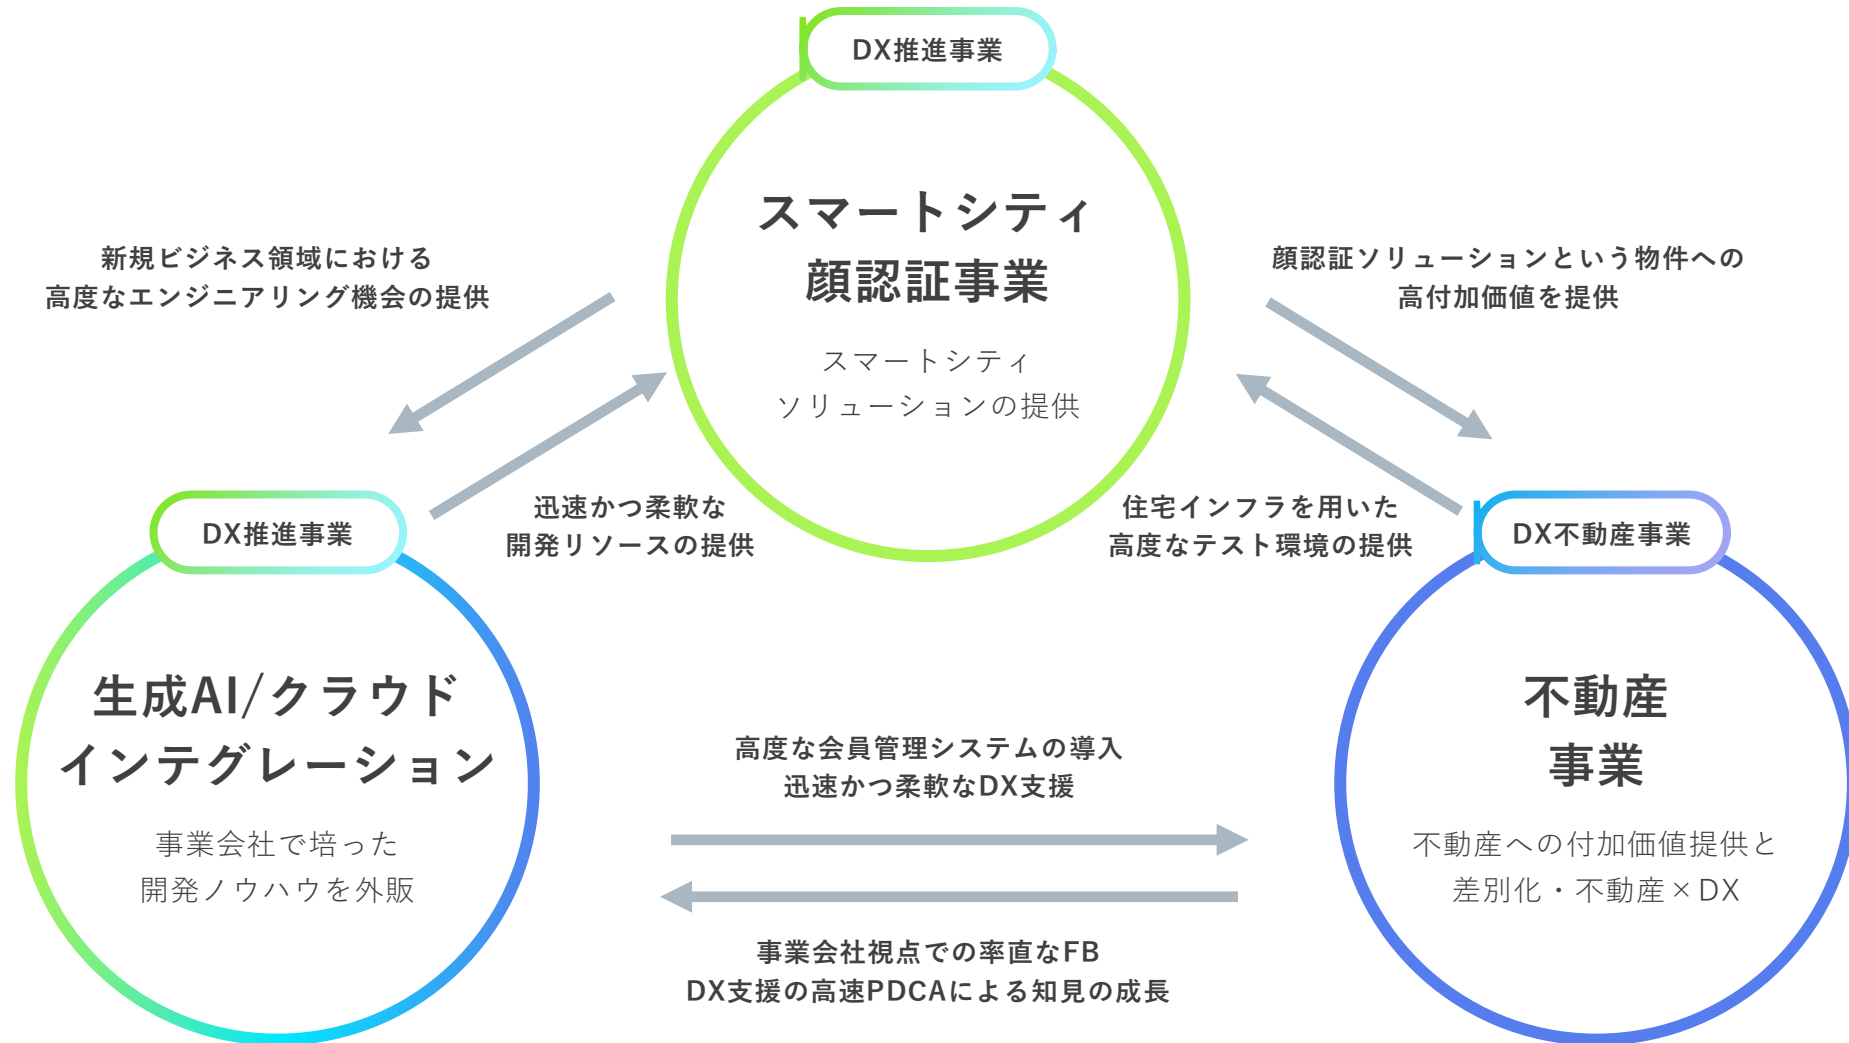 DX推進事業
スマートシティ
顔認証事業
スマートシティ
ソリューションの提供
新規ビジネス領域における
高度なエンジニアリング機会の提供
顔認証ソリューションという物件への
高付加価値を提供
迅速かつ柔軟な
開発リソースの提供
住宅インフラを用いた
高度なテスト環境の提供
DX推進事業
生成AI/クラウド
インテグレーション
事業会社で培った
開発ノウハウを外販
DX不動産事業
不動産
事業
不動産への付加価値提供と
差別化・不動産×DX
高度な会員管理システムの導入
迅速かつ柔軟なDX支援
事業会社視点での率直なFB
DX支援の高速PDCAによる知見の成長